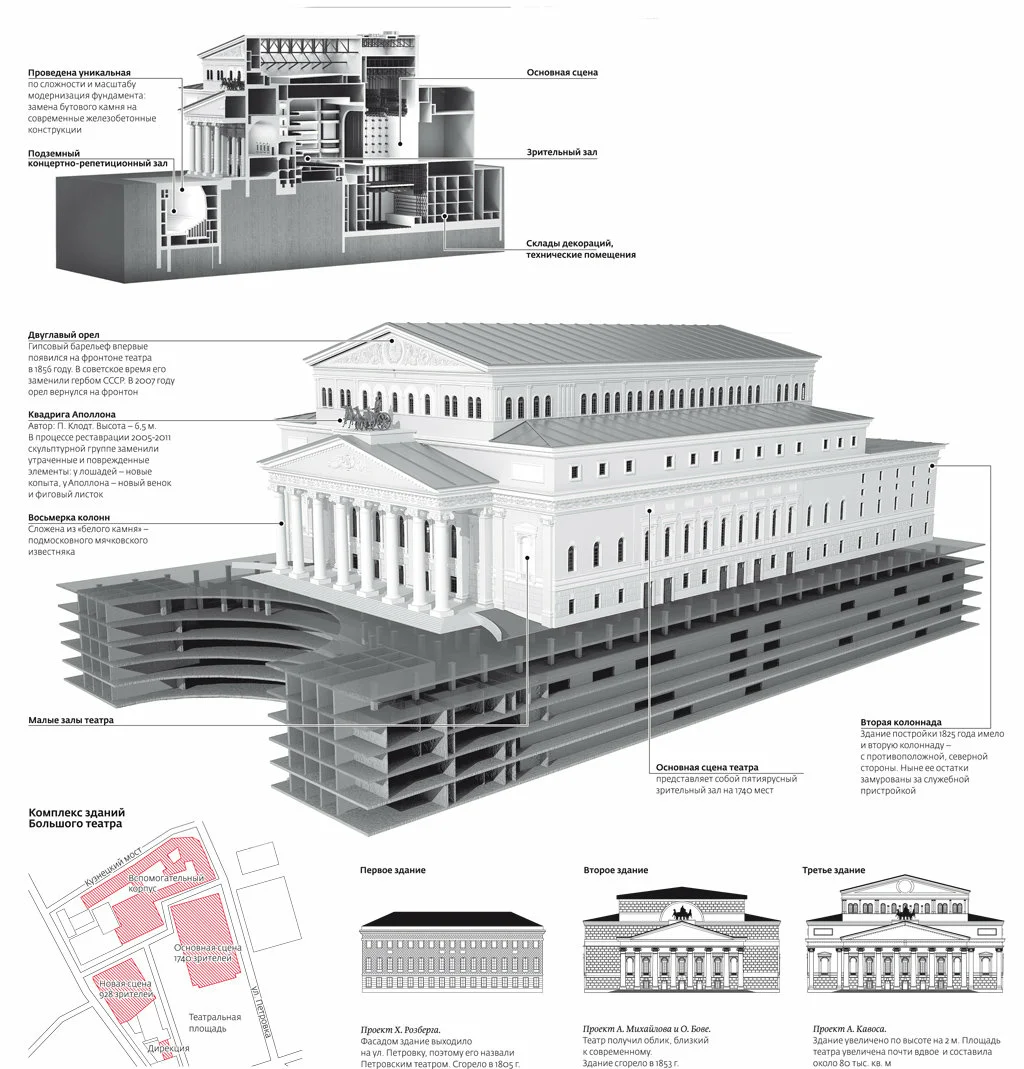 Проведена уникальная
по сложности и масштабу
модернизация фундамента:
замена бутового камня на
современные железобетонные
конструкции
Подземный
концертно-репетиционный зал
Основная сцена
Зрительный зал
Склады декораций,
технические помещения
Двуглавый орел
Гипсовый барельеф впервые
появился на фронтоне театра
в 1856 году. В советское время его
заменили гербом СССР. В 2007 году
орел вернулся на фронтон
Квадрига Аполлона
Автор: П. Клодт. Высота – 6,5 м.
В процессе реставрации 2005-2011
скульптурной группе заменили
утраченные и поврежденные
элементы: у лошадей – новые
копыта, у Аполлона – новый венок
и фиговый листок
Восьмерка колонн
Сложена из «белого камня» –
подмосковного мячковского
известняка
Малые залы театра
Основная сцена театра
представляет собой пятиярусный
зрительный зал на 1740 мест
Вторая колоннада
Здание постройки 1825 года имело
и вторую колоннаду –
с противоположной, северной
стороны. Ныне ее остатки
замурованы за служебной
пристройкой
Комплекс зданий
Большого театра
Кузнецкий мост
Вспомогательный
корпус
Основная сцена
1740 зрителей
Новая сцена
928 зрителей
ул. Петровка
Театральная
площадь
Дирекция
Первое здание
Проект Х. Розберга.
Фасадом здание выходило
на ул. Петровку, поэтому его назвали
Петровским театром. Сгорело в 1805 г.
Второе здание
Проект А. Михайлова и О. Бове.
Театр получил облик, близкий
к современному.
Здание сгорело в 1853 г.
Третье здание
Проект А. Кавоса.
Здание увеличено по высоте на 2 м. Площадь
театра увеличена почти вдвое и составила
около 80 тыс. кв. м